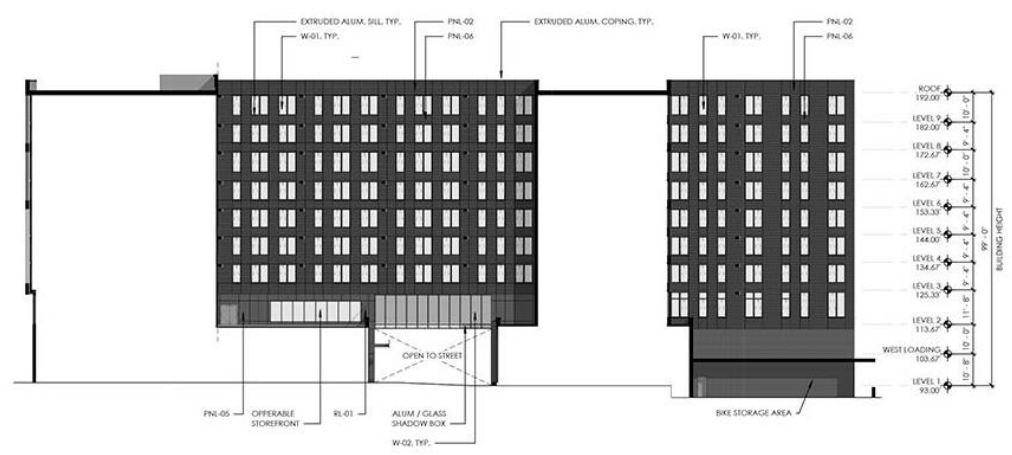 EXTRUDED ALUM. SILL, TYP.
W-01, TYP.
PNL-02
PNL-06
EXTRUDED ALUM. COPING, TYP.
W-01, TYP.
PNL-02
PNL-06
ROOF
192.00'
10' - 0"
LEVEL 9
182.00'
9' - 4"
LEVEL 8
172.67'
10' - 0"
LEVEL 7
162.67'
9' - 4"
LEVEL 6
153.33'
9' - 4"
LEVEL 5
144.00'
9' - 4"
LEVEL 4
134.67'
9' - 4"
LEVEL 3
125.33'
11' - 8"
LEVEL 2
113.67'
10' - 0"
WEST LOADING
103.67'
10' - 8"
LEVEL 1
93.00'
99' - 0"
BUILDING HEIGHT
OPEN TO STREET
PNL-05
OPPERABLE
STOREFRONT
RL-01
ALUM / GLASS
SHADOW BOX
W-02, TYP.
BIKE STORAGE AREA